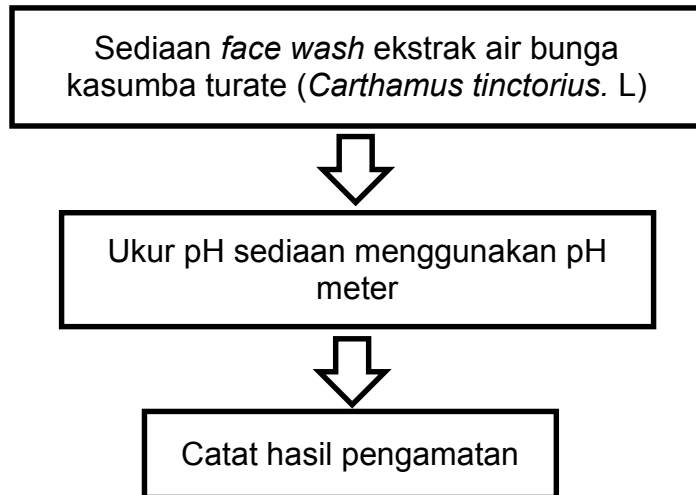 Sediaan face wash ekstrak air bunga
kasumba turate (Carthamus tinctorius. L)
Ukur pH sediaan menggunakan pH
meter
Catat hasil pengamatan